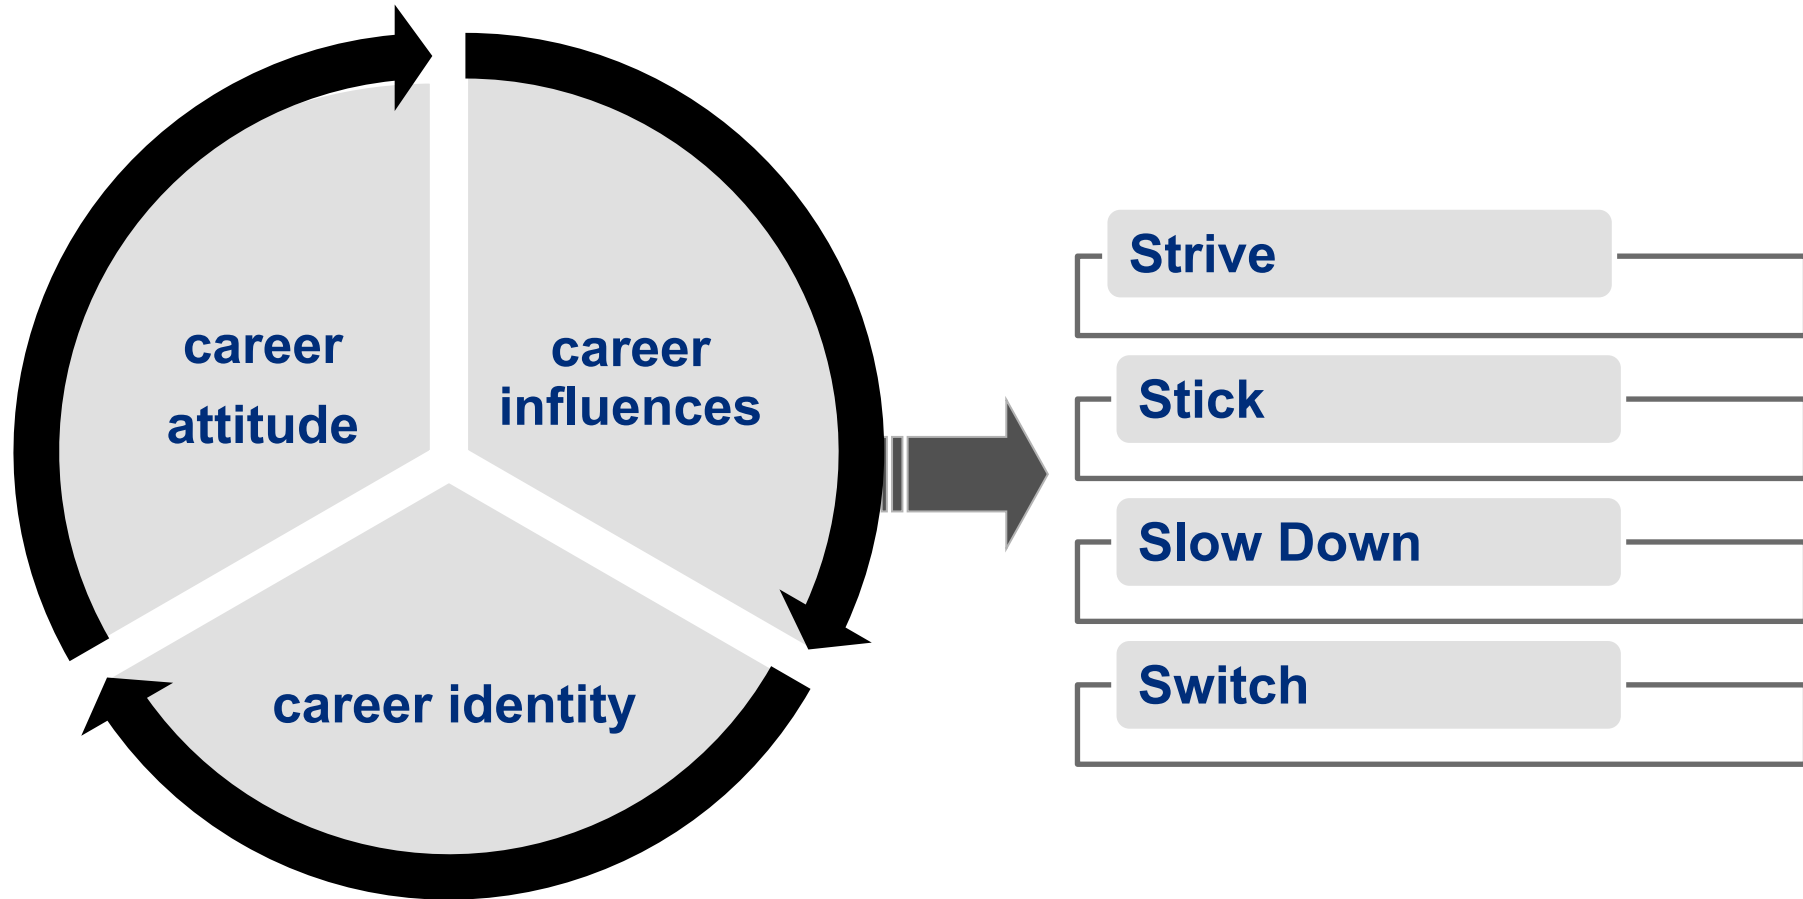 career
attitude
career
influences
career identity
Strive
Stick
Slow Down
Switch